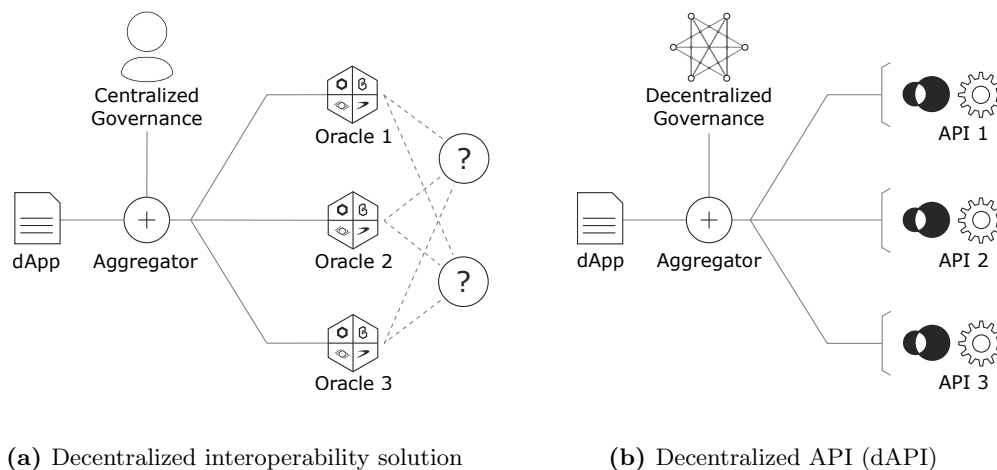 Centralized
Governance
Oracle 1
?
dApp
+
Aggregator
Oracle 2
?
Oracle 3
(a) Decentralized interoperability solution
Decentralized
Governance
API 1
dApp
+
Aggregator
API 2
API 3
(b) Decentralized API (dAPI)